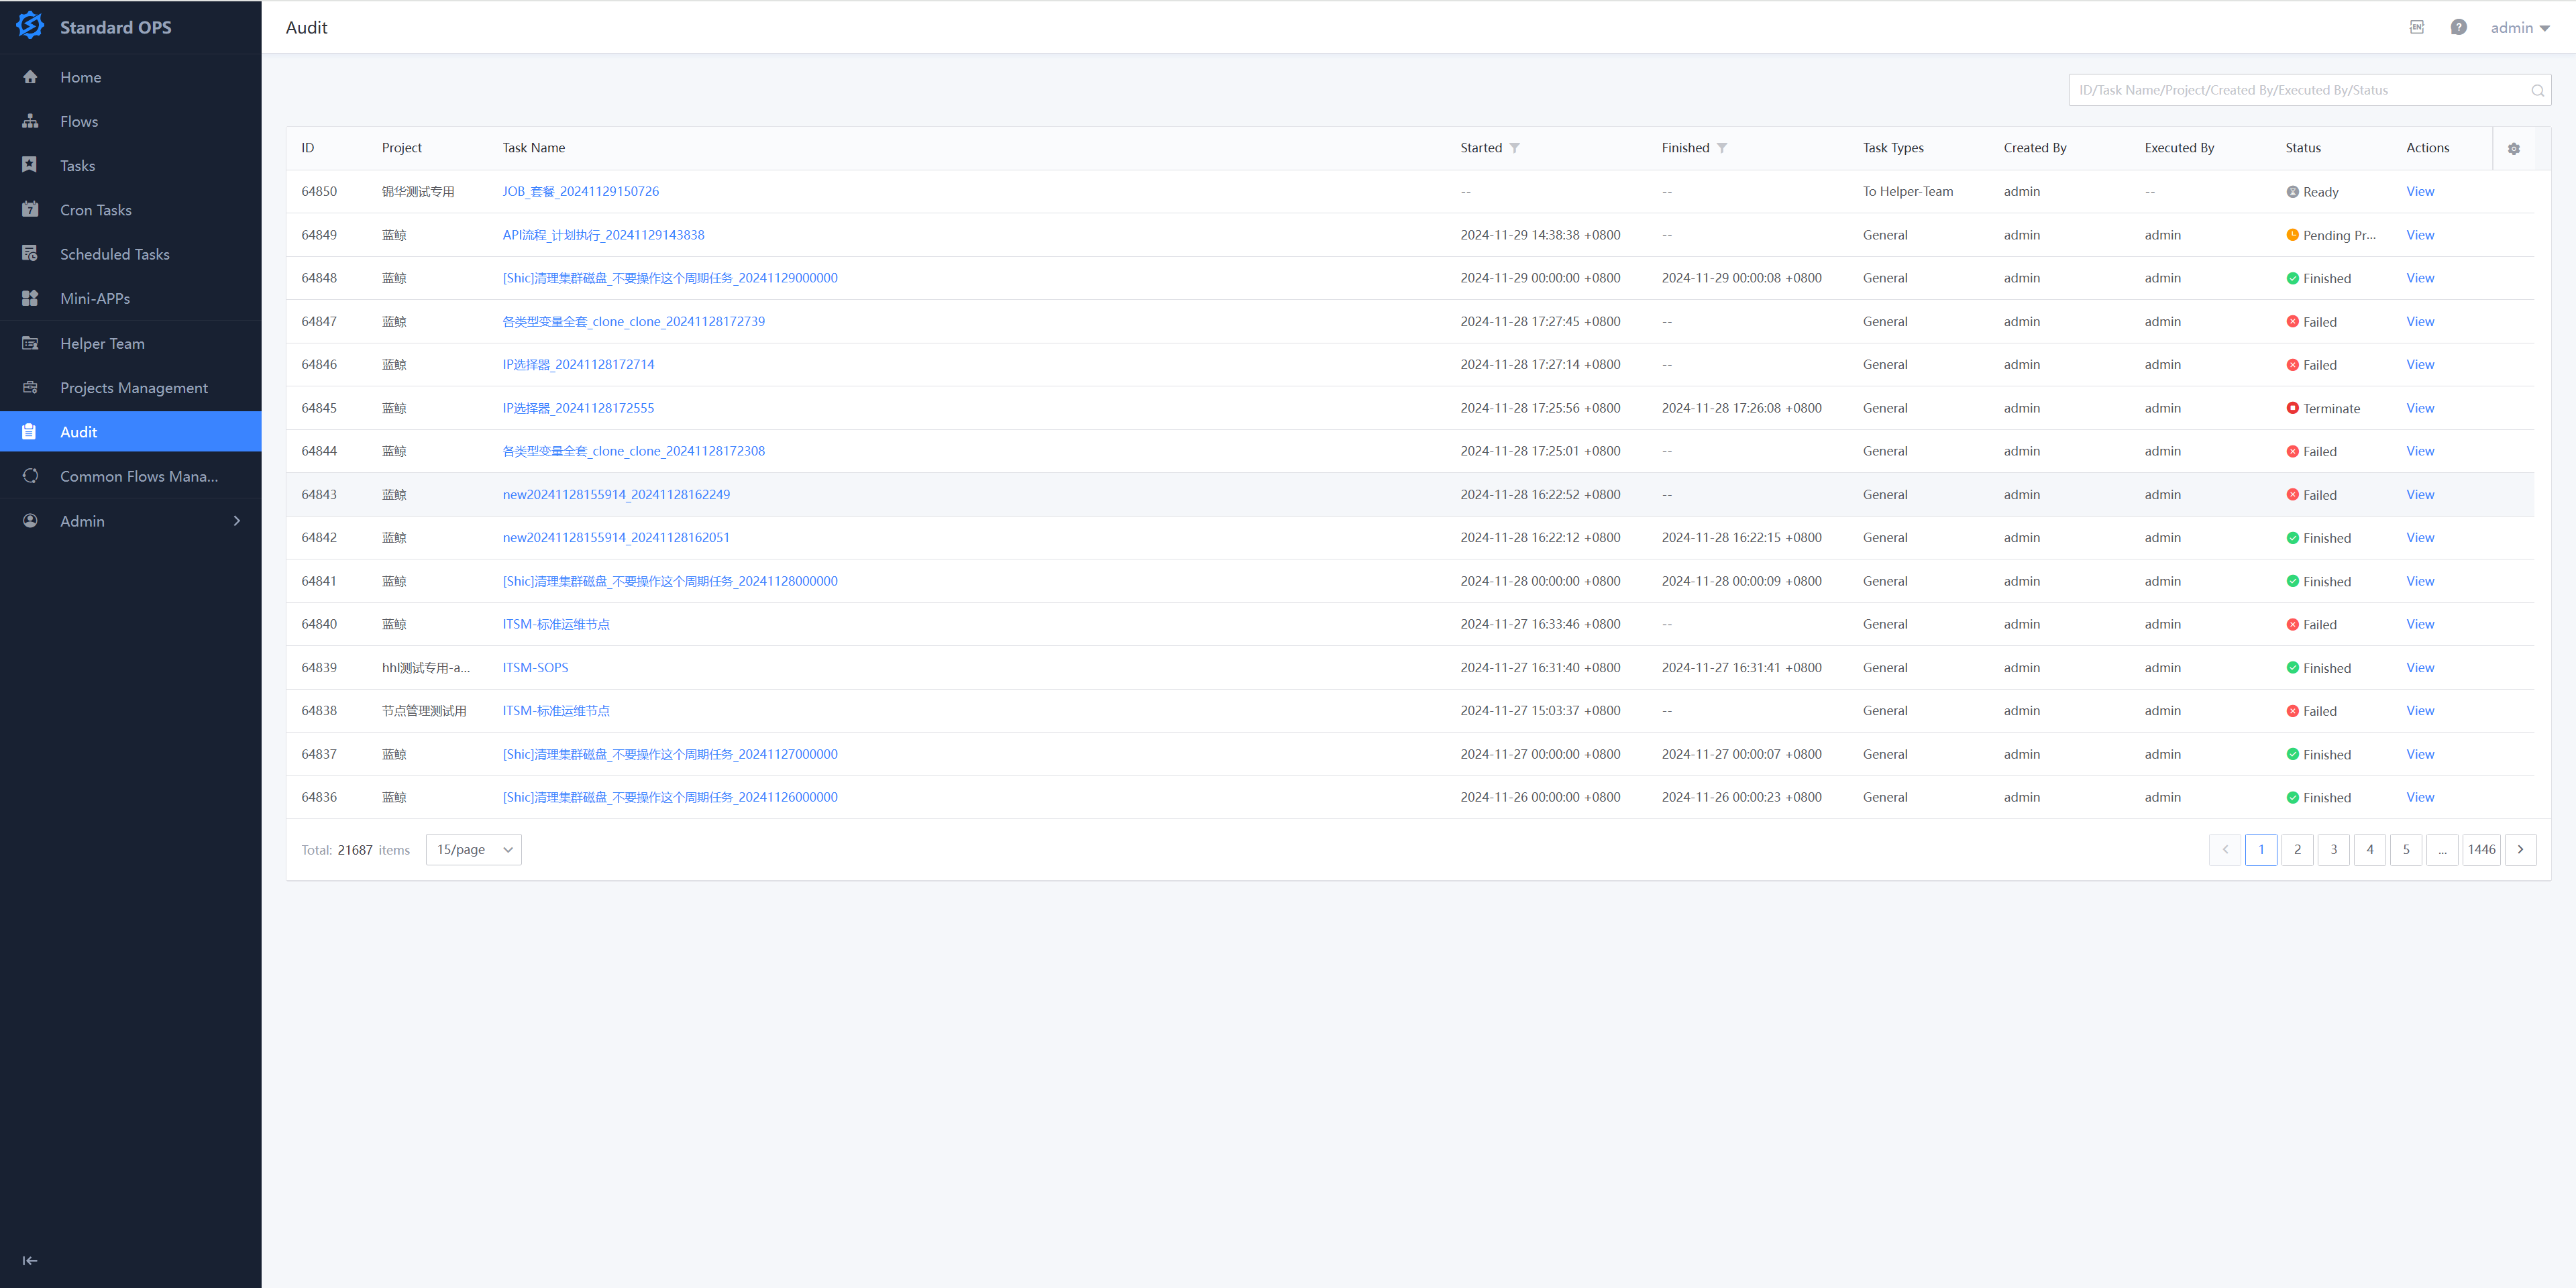 Standard OPS
Audit
EN
?
admin
Home
Flows
Tasks
7
Cron Tasks
Scheduled Tasks
Mini-APPs
Helper Team
Projects Management
Audit
Common Flows Mana...
Admin
ID/Task Name/Project/Created By/Executed By/Status
ID Project Task Name Started Finished Task Types Created By Executed By Status Actions
64850 锦华测试专用 JOB_套餐_20241129150726 -- -- To Helper-Team admin -- Ready View
64849 蓝鲸 API流程_计划执行_20241129143838 2024-11-29 14:38:38 +0800 -- General admin admin Pending Pr... View
64848 蓝鲸 [Shic]清理集群磁盘_不要操作这个周期任务_20241129000000 2024-11-29 00:00:00 +0800 2024-11-29 00:00:08 +0800 General admin admin Finished View
64847 蓝鲸 各类型变量全套_clone_clone_20241128172739 2024-11-28 17:27:45 +0800 -- General admin admin Failed View
64846 蓝鲸 IP选择器_20241128172714 2024-11-28 17:27:14 +0800 -- General admin admin Failed View
64845 蓝鲸 IP选择器_20241128172555 2024-11-28 17:25:56 +0800 2024-11-28 17:26:08 +0800 General admin admin Terminate View
64844 蓝鲸 各类型变量全套_clone_clone_20241128172308 2024-11-28 17:25:01 +0800 -- General admin admin Failed View
64843 蓝鲸 new20241128155914_20241128162249 2024-11-28 16:22:52 +0800 -- General admin admin Failed View
64842 蓝鲸 new20241128155914_20241128162051 2024-11-28 16:22:12 +0800 2024-11-28 16:22:15 +0800 General admin admin Finished View
64841 蓝鲸 [Shic]清理集群磁盘_不要操作这个周期任务_20241128000000 2024-11-28 00:00:00 +0800 2024-11-28 00:00:09 +0800 General admin admin Finished View
64840 蓝鲸 ITSM-标准运维节点 2024-11-27 16:33:46 +0800 -- General admin admin Failed View
64839 hhl测试专用-a... ITSM-SOPS 2024-11-27 16:31:40 +0800 2024-11-27 16:31:41 +0800 General admin admin Finished View
64838 节点管理测试用 ITSM-标准运维节点 2024-11-27 15:03:37 +0800 -- General admin admin Failed View
64837 蓝鲸 [Shic]清理集群磁盘_不要操作这个周期任务_20241127000000 2024-11-27 00:00:00 +0800 2024-11-27 00:00:07 +0800 General admin admin Finished View
64836 蓝鲸 [Shic]清理集群磁盘_不要操作这个周期任务_20241126000000 2024-11-26 00:00:00 +0800 2024-11-26 00:00:23 +0800 General admin admin Finished View
Total: 21687 items 15/page 1 2 3 4 5 ... 1446